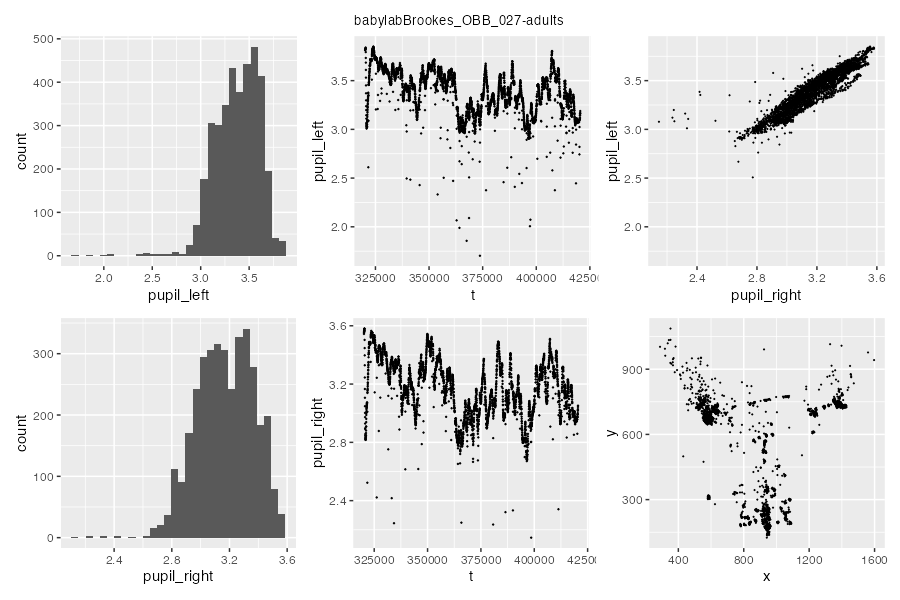 babylabBrookes_OBB_027-adults
count
500
400
300
200
100
0
2.0 2.5 3.0 3.5
pupil_left
pupil_left
3.5
3.0
2.5
2.0
325000 350000 375000 400000 42500
t
pupil_left
3.5
3.0
2.5
2.0
2.4 2.8 3.2 3.6
pupil_right
count
300
200
100
0
2.4 2.8 3.2 3.6
pupil_right
pupil_right
3.6
3.2
2.8
2.4
325000 350000 375000 400000 42500
t
y
900
600
300
400 800 1200 1600
x